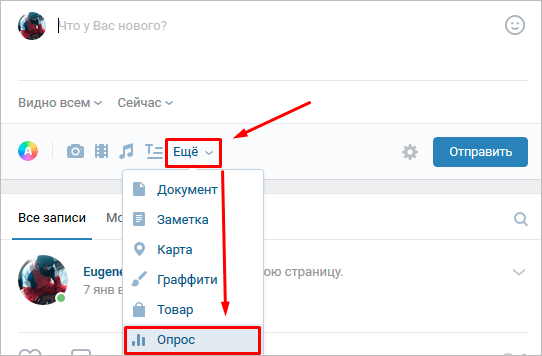 Что у Вас нового?
Видно всем Сейчас
A Ещё Отправить
Документ
Все записи
Заметка
Карта
Eugene ою страницу.
Граффити
7 янв в
Товар
Опрос